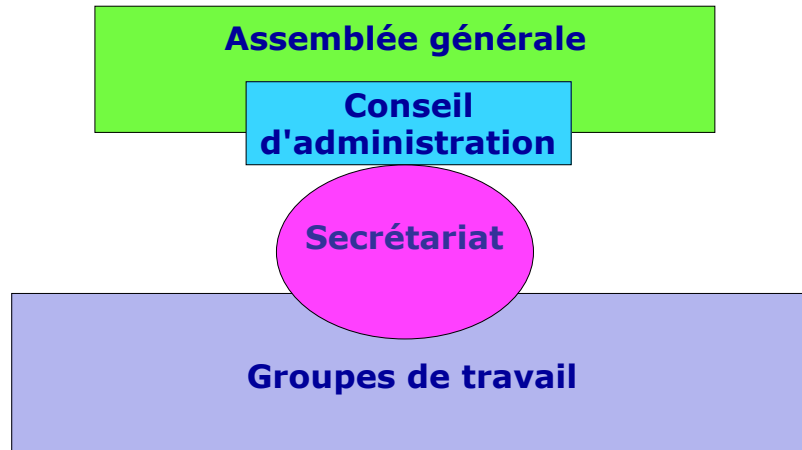 Assemblée générale
Conseil
d'administration
Secrétariat
Groupes de travail